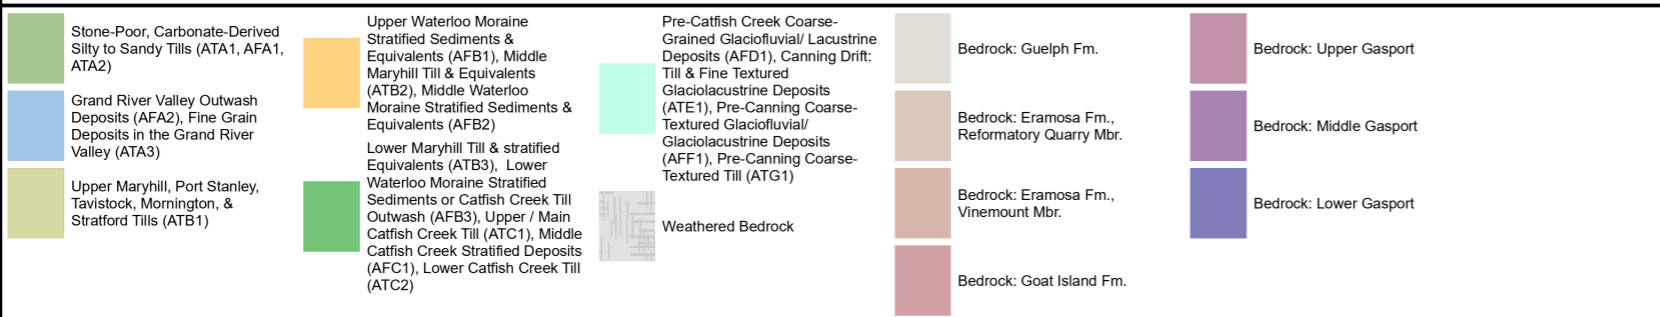 Stone-Poor, Carbonate-Derived
Silty to Sandy Tills (ATA1, AFA1,
ATA2)
Grand River Valley Outwash
Deposits (AFA2), Fine Grain
Deposits in the Grand River
Valley (ATA3)
Upper Maryhill, Port Stanley,
Tavistock, Mornington, &
Stratford Tills (ATB1)
Upper Waterloo Moraine
Stratified Sediments &
Equivalents (AFB1), Middle
Maryhill Till & Equivalents
(ATB2), Middle Waterloo
Moraine Stratified Sediments &
Equivalents (AFB2)
Lower Maryhill Till & stratified
Equivalents (ATB3), Lower
Waterloo Moraine Stratified
Sediments or Catfish Creek Till
Outwash (AFB3), Upper / Main
Catfish Creek Till (ATC1), Middle
Catfish Creek Stratified Deposits
(AFC1), Lower Catfish Creek Till
(ATC2)
Pre-Catfish Creek Coarse-
Grained Glaciofluvial/ Lacustrine
Deposits (AFD1), Canning Drift:
Till & Fine Textured
Glaciolacustrine Deposits
(ATE1), Pre-Canning Coarse-
Textured Glaciofluvial/
Glaciolacustrine Deposits
(AFF1), Pre-Canning Coarse-
Textured Till (ATG1)
Weathered Bedrock
Bedrock: Guelph Fm.
Bedrock: Eramosa Fm.,
Reformatory Quarry Mbr.
Bedrock: Eramosa Fm.,
Vinemount Mbr.
Bedrock: Goat Island Fm.
Bedrock: Upper Gasport
Bedrock: Middle Gasport
Bedrock: Lower Gasport